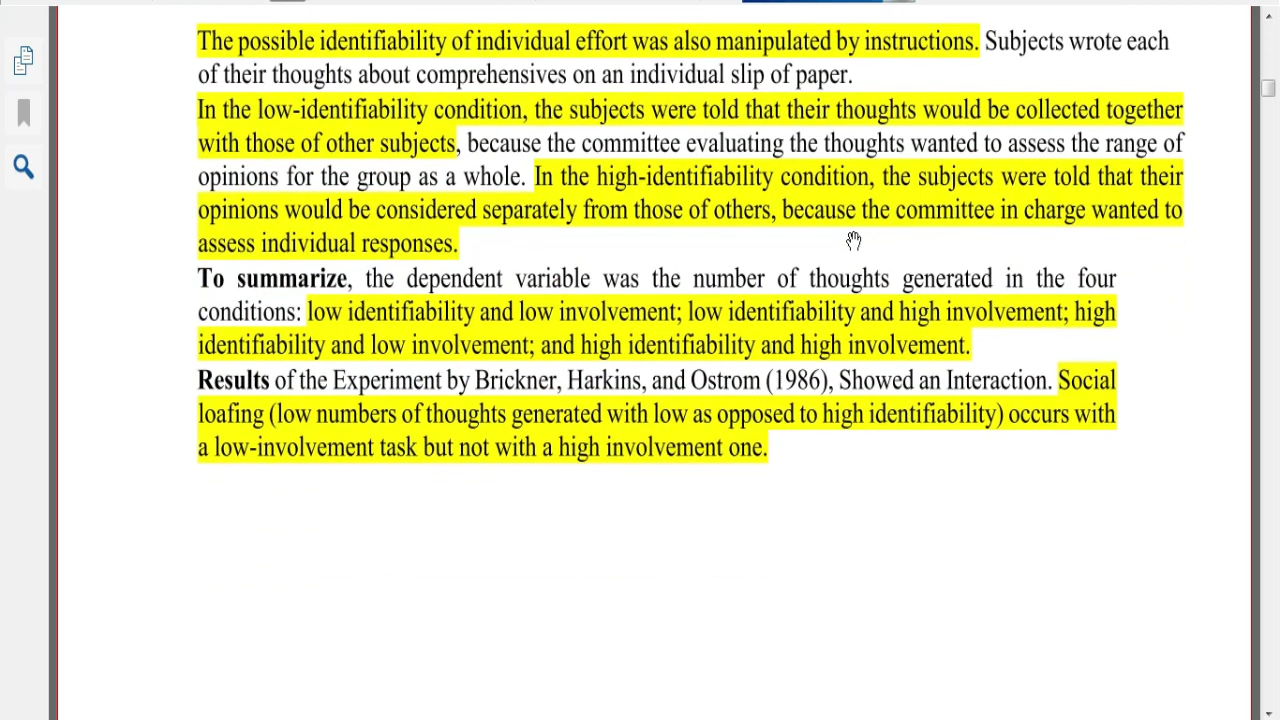 The possible identifiability of individual effort was also manipulated by instructions. Subjects wrote each
of their thoughts about comprehensives on an individual slip of paper.
In the low-identifiability condition, the subjects were told that their thoughts would be collected together
with those of other subjects, because the committee evaluating the thoughts wanted to assess the range of
opinions for the group as a whole. In the high-identifiability condition, the subjects were told that their
opinions would be considered separately from those of others, because the committee in charge wanted to
assess individual responses.
To summarize, the dependent variable was the number of thoughts generated in the four
conditions: low identifiability and low involvement; low identifiability and high involvement; high
identifiability and low involvement; and high identifiability and high involvement.
Results of the Experiment by Brickner, Harkins, and Ostrom (1986), Showed an Interaction. Social
loafing (low numbers of thoughts generated with low as opposed to high identifiability) occurs with
a low-involvement task but not with a high involvement one.